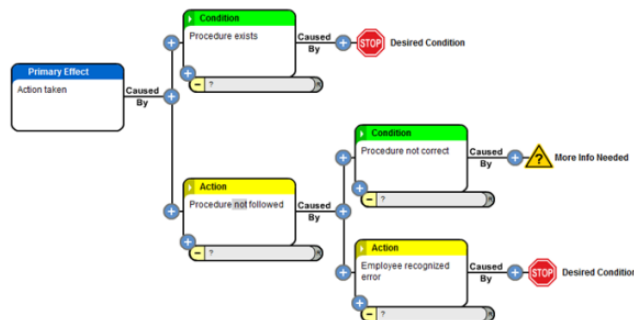 Condition
Procedure exists
Caused
By
STOP
Desired Condition
?
Primary Effect
Action taken
Caused
By
Condition
Procedure not correct
Caused
By
?
More Info Needed
?
Action
Procedure not followed
Caused
By
?
Action
Employee recognized
error
Caused
By
STOP
Desired Condition
?